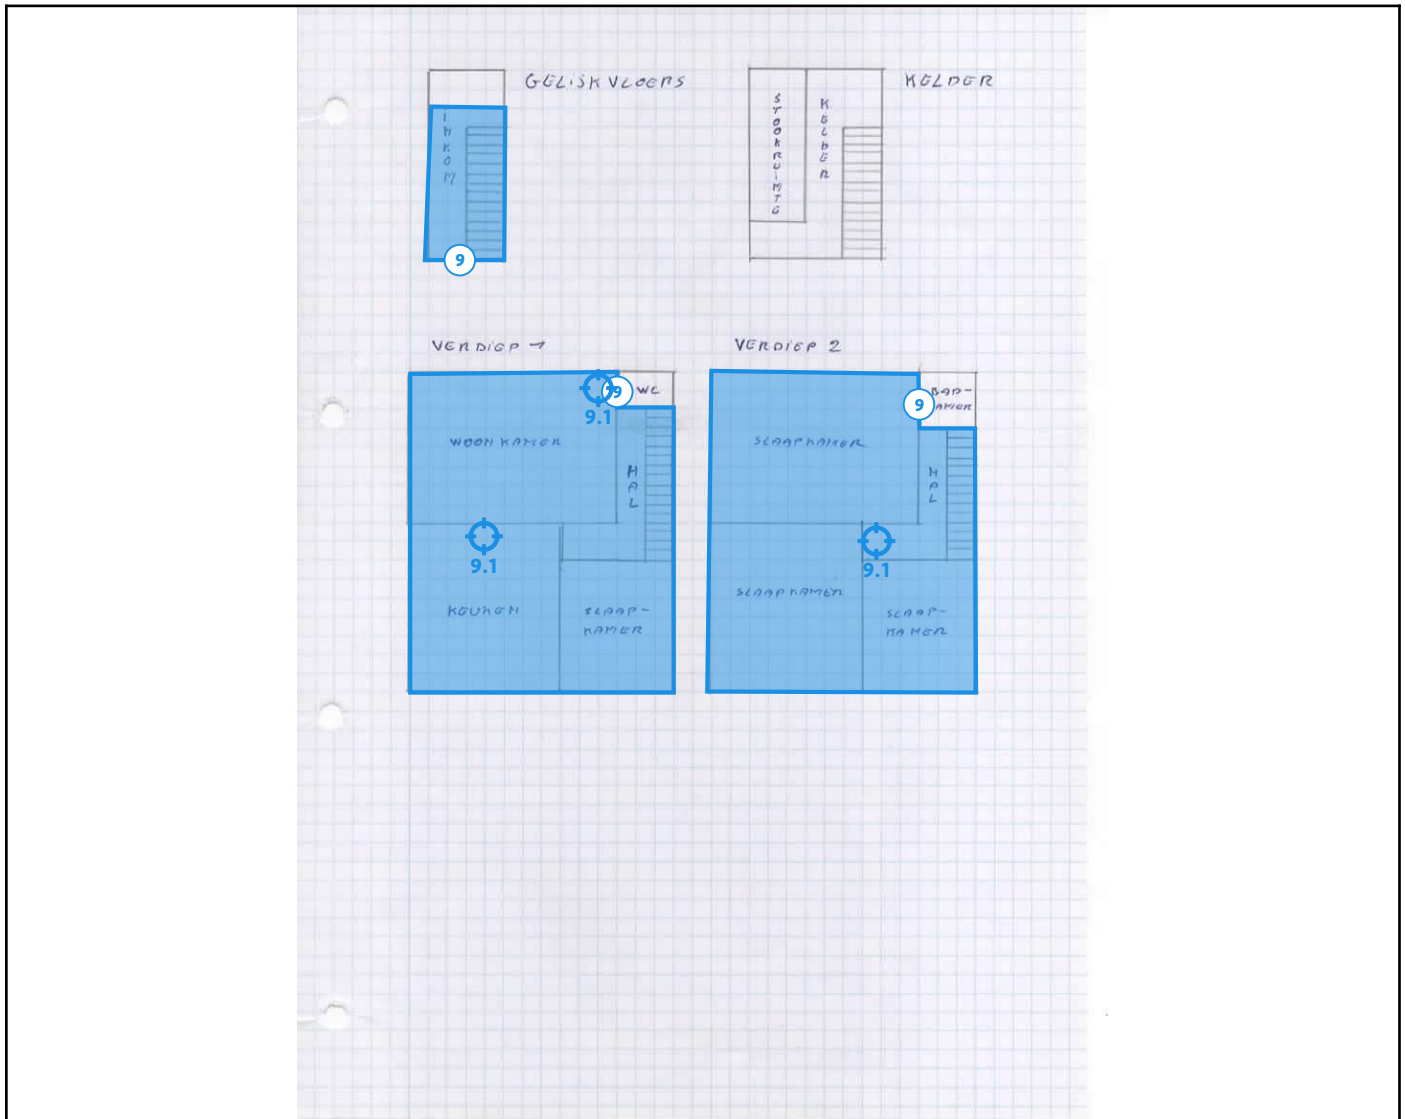 GELIJKVLOERS
KELDER
INKOM
STOOKRUIMTE
KELDER
9
VERDIEP 1
VERDIEP 2
9
WC
9.1
BAD-
KAMER
9
WOONKAMER
SLAAPKAMER
HAL
HAL
9.1
9.1
KEUKEN
SLAAP-
KAMER
SLAAPKAMER
SLAAP-
KAMER